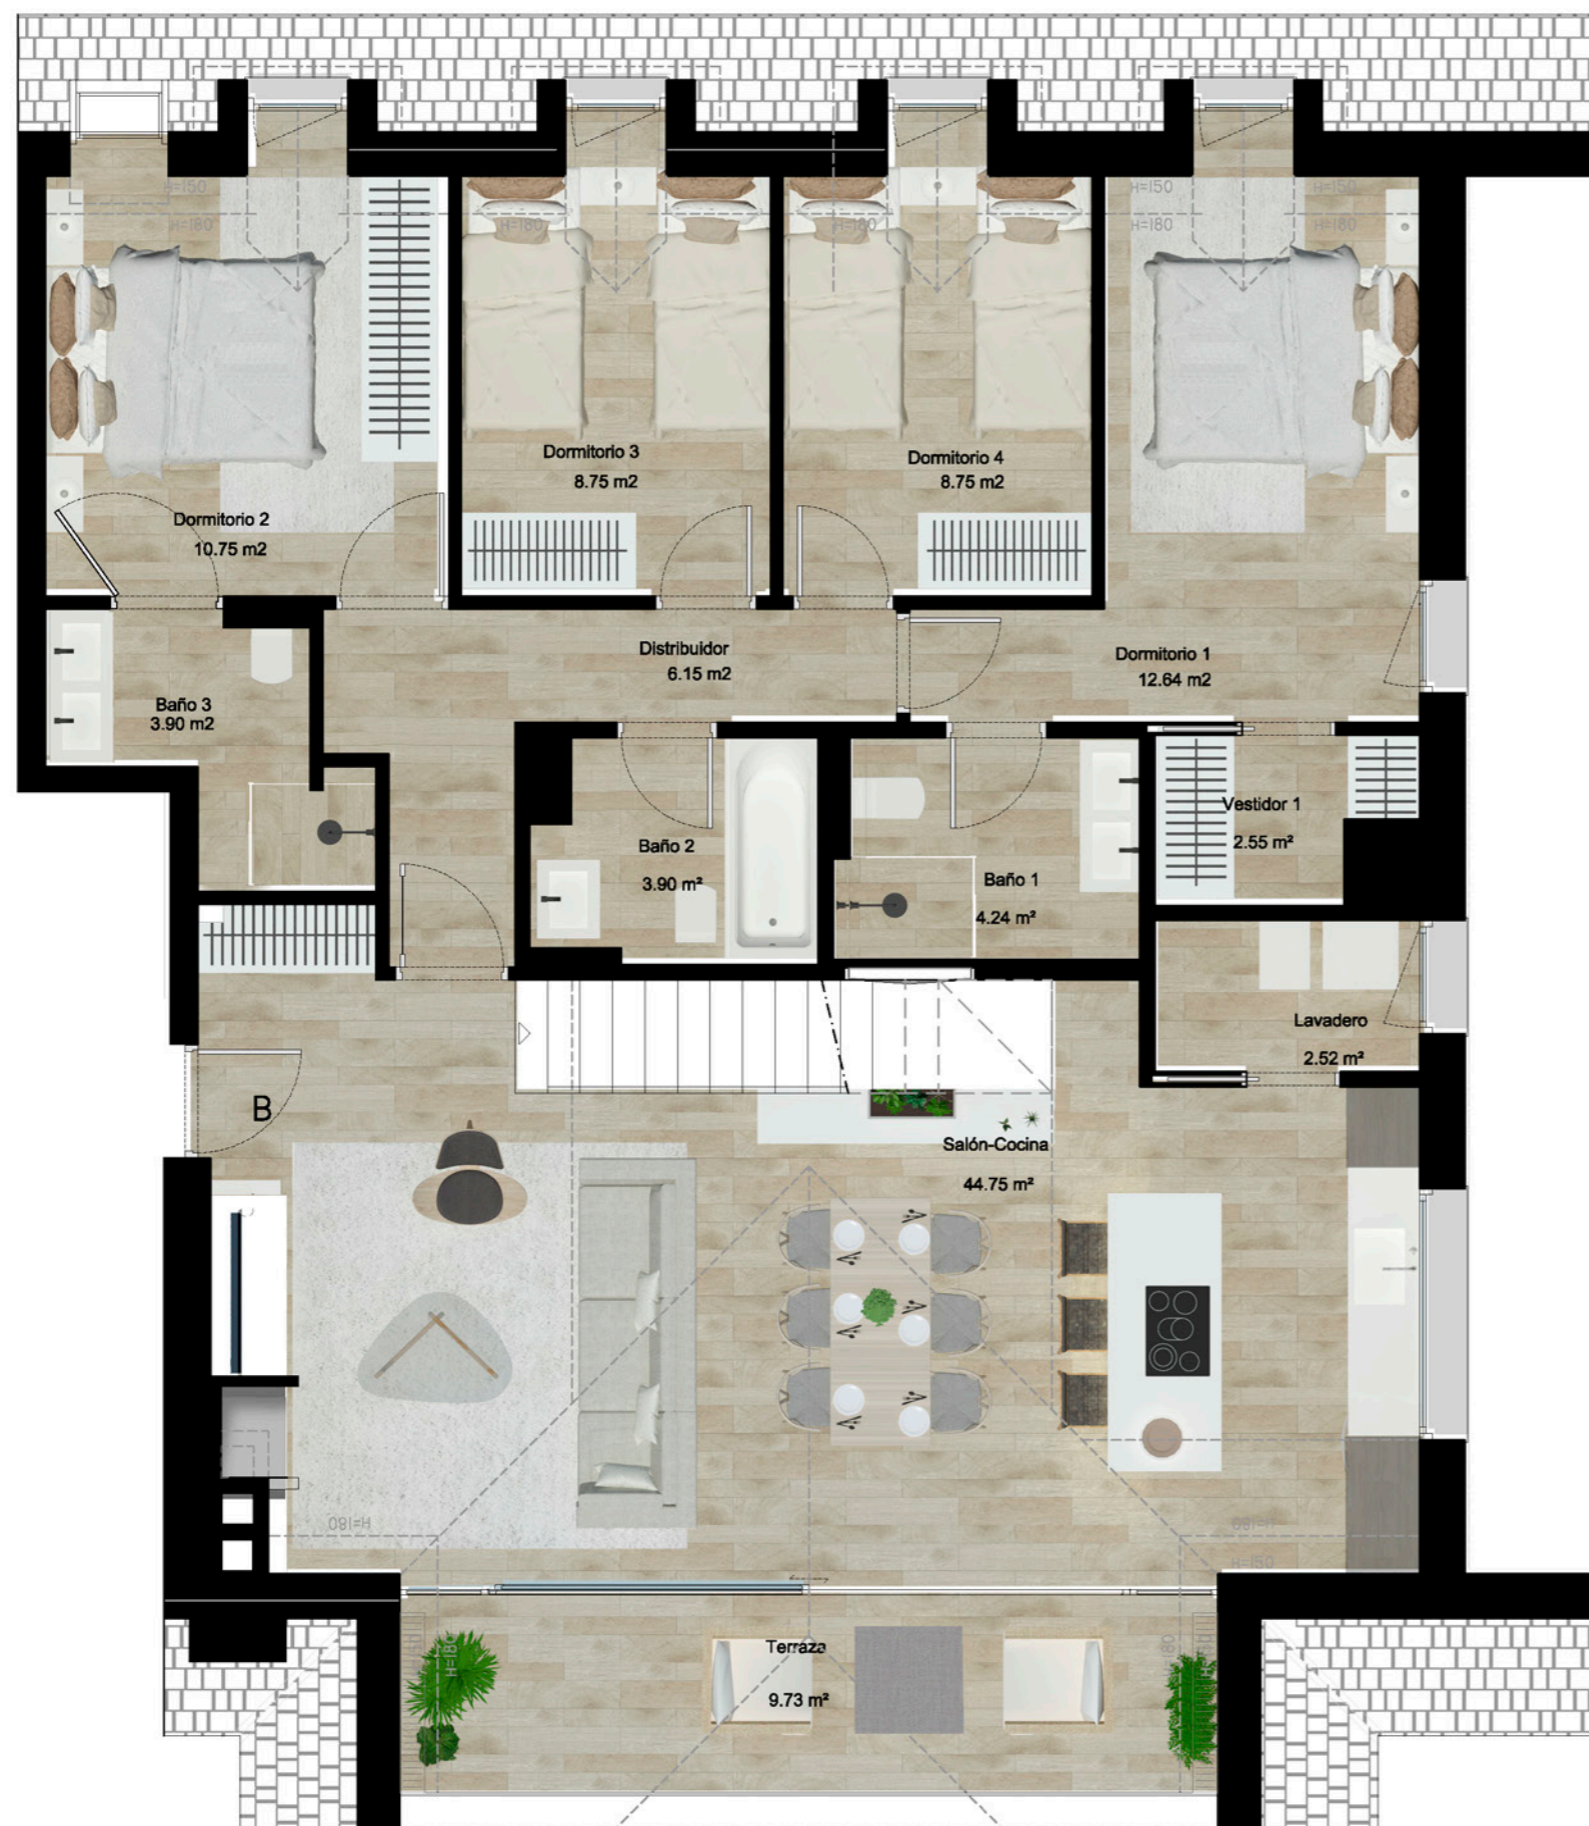 H=150
H=150
H=150
H=180
H=180
H=180
H=180
H=180
Dormitorio 3
8.75 m2
Dormitorio 4
8.75 m2
Dormitorio 2
10.75 m2
Distribuidor
6.15 m2
Dormitorio 1
12.64 m2
Baño 3
3.90 m2
Vestidor 1
2.55 m²
Baño 2
3.90 m²
Baño 1
4.24 m²
Lavadero
2.52 m²
B
Salón-Cocina
44.75 m²
H=180
H=180
H=150
Terraza
9.73 m²
H=180
180